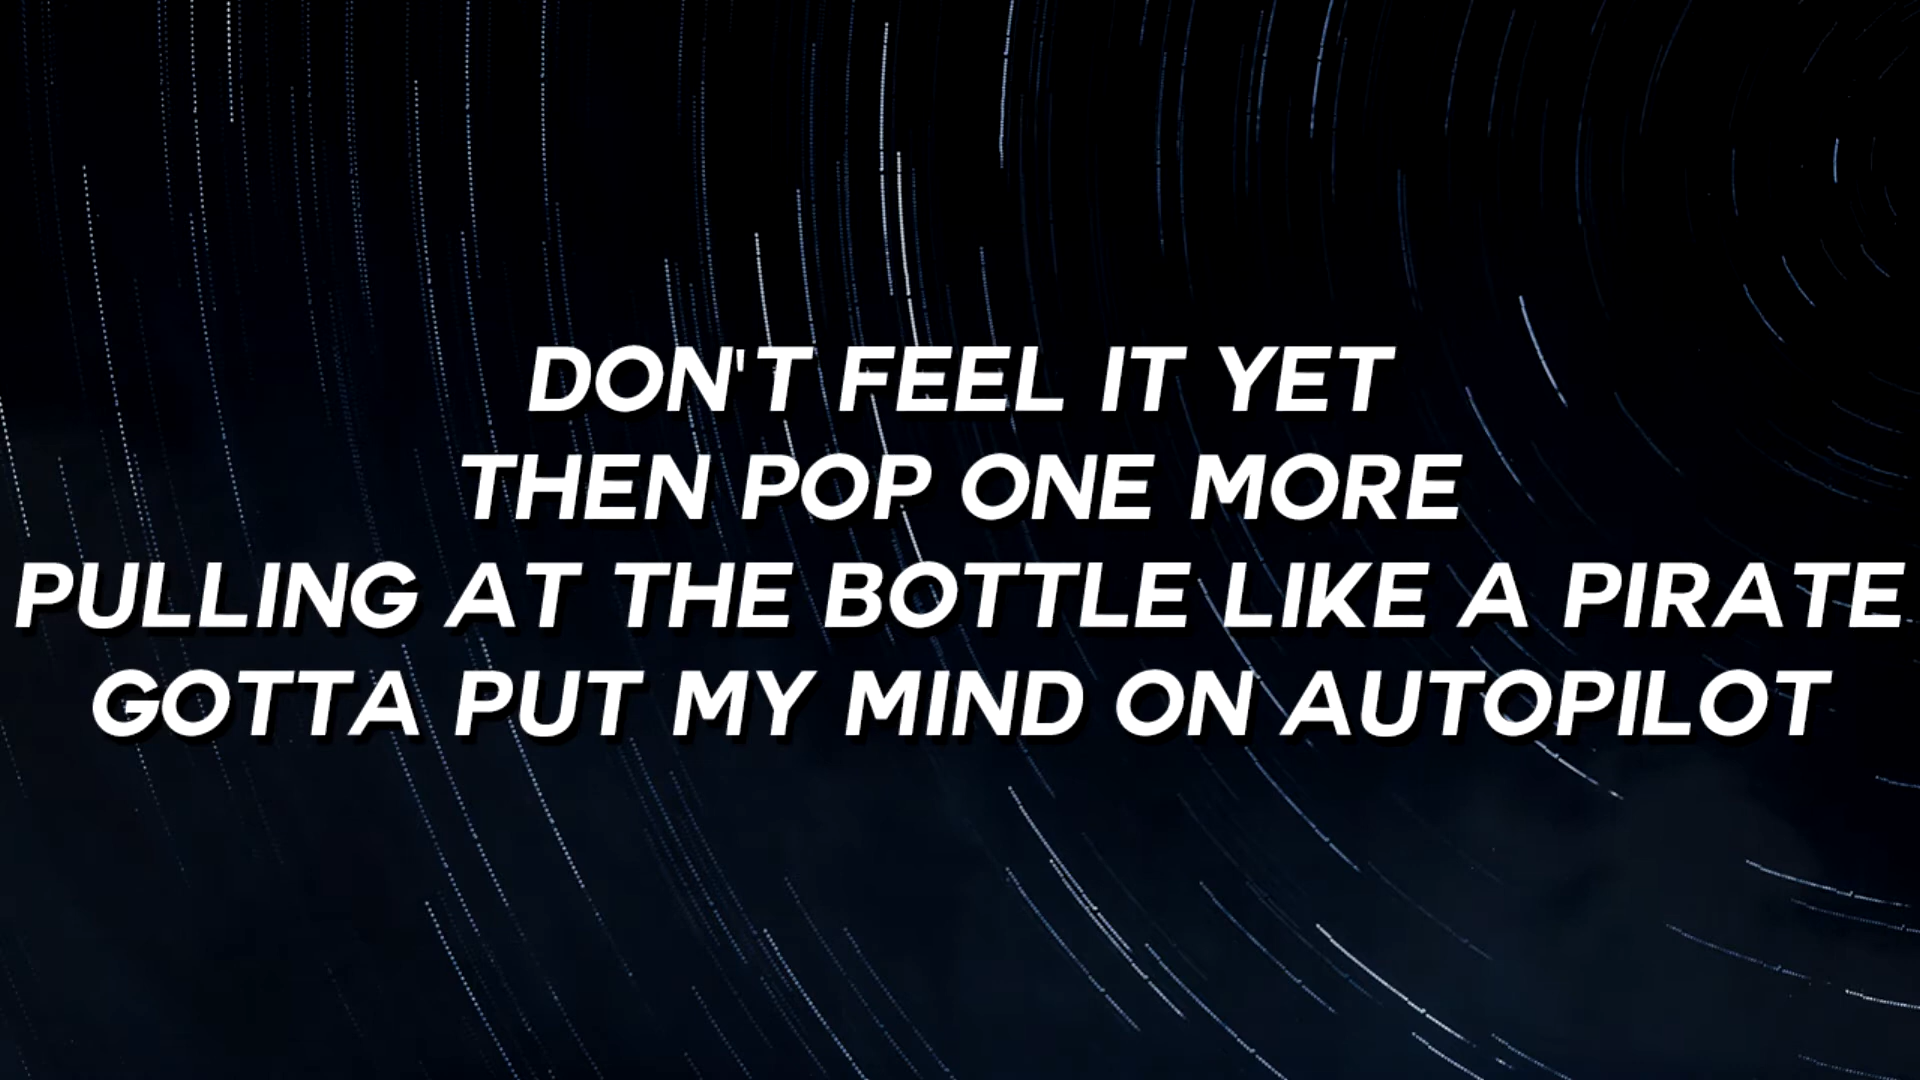 DON'T FEEL IT YET
THEN POP ONE MORE
PULLING AT THE BOTTLE LIKE A PIRATE
GOTTA PUT MY MIND ON AUTOPILOT